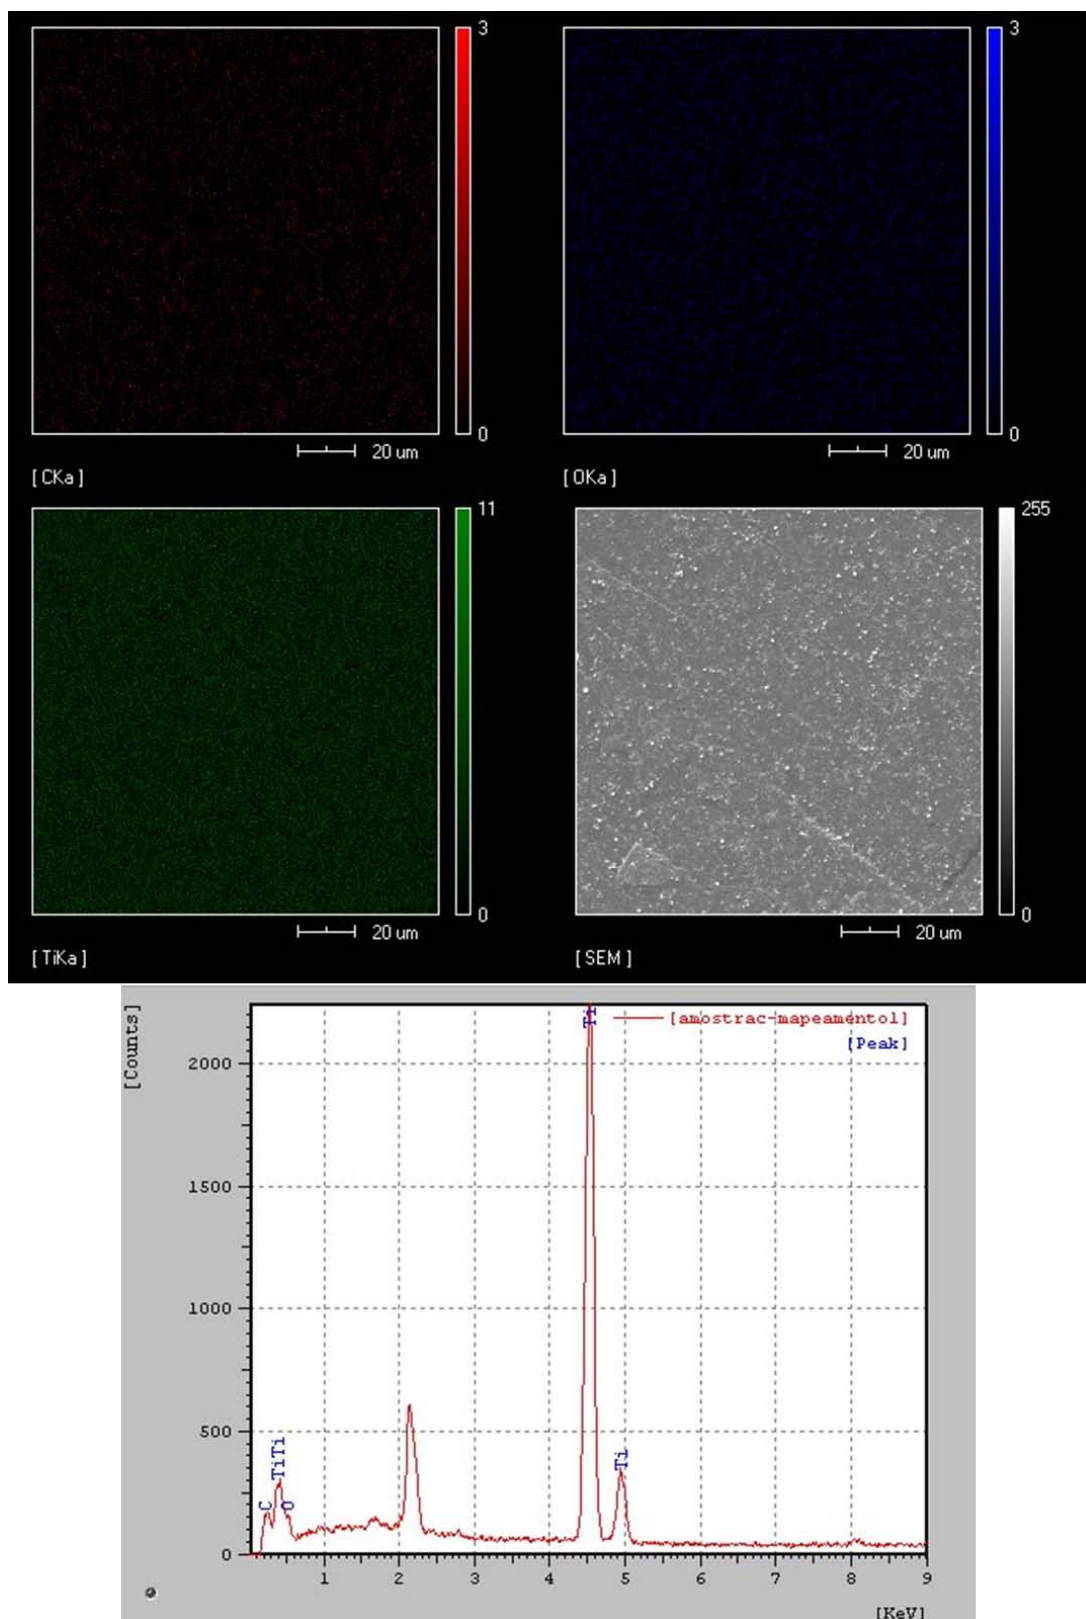 3
3
0
0
20 um
20 um
[ CKa ]
[ OKa ]
11
255
0
0
20 um
20 um
[ TiKa ]
[ SEM ]
[Counts]
Ti
[amostrac-mapeamento1]
[Peak]
2000
1500
1000
500
Ti
TiTi
C
O
0
1
2
3
4
5
6
7
8
9
[KeV]